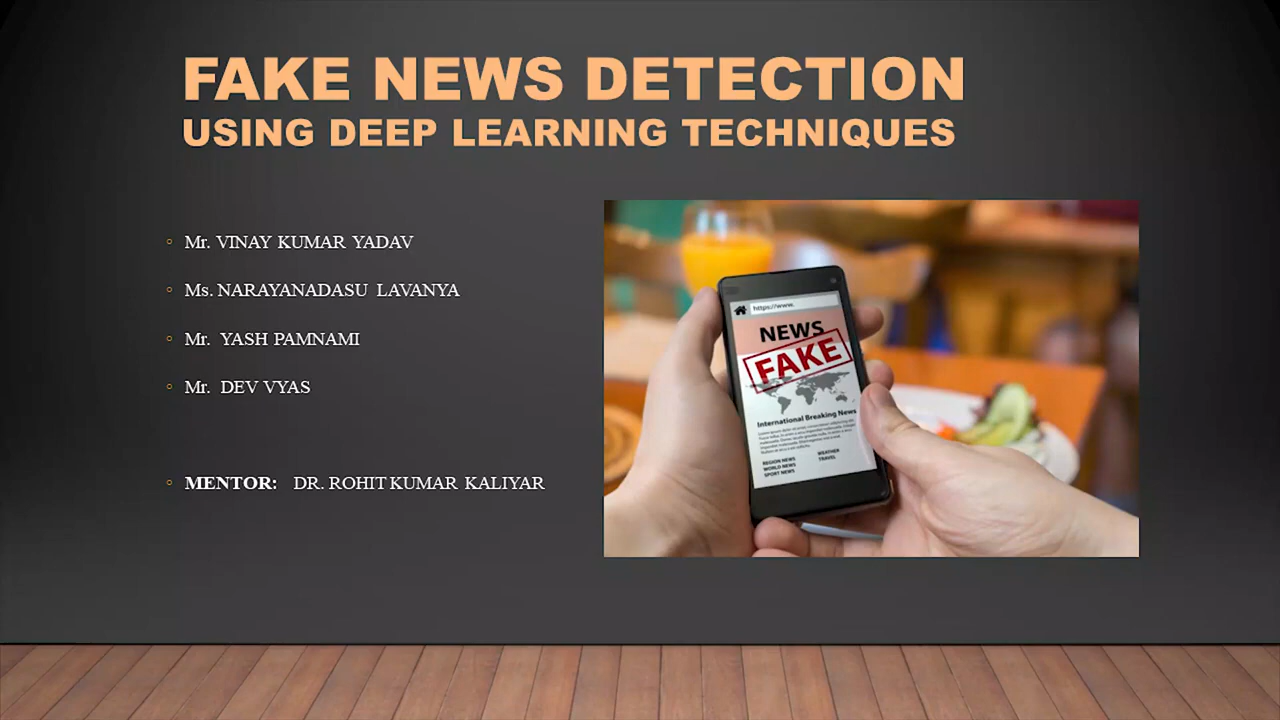 FAKE NEWS DETECTION
USING DEEP LEARNING TECHNIQUES
Mr. VINAY KUMAR YADAV
Ms. NARAYANADASU LAVANYA
Mr. YASH PAMNAMI
Mr. DEV VYAS
MENTOR: DR. ROHIT KUMAR KALIYAR
https://www.
NEWS
FAKE
International Breaking News
REGION NEWS
WORLD NEWS
SPORT NEWS
WEATHER
TRAVEL